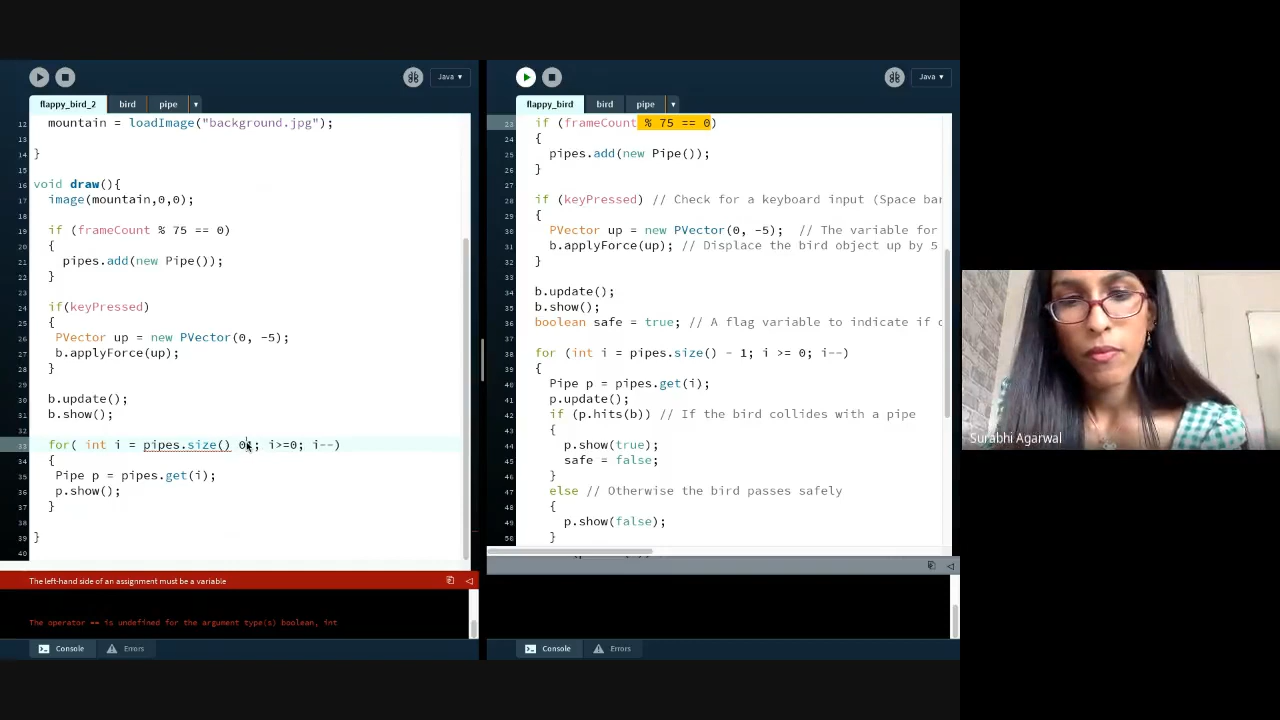 Java ▾
flappy_bird_2 bird pipe ▾
12 mountain = loadImage("background.jpg");
13
14 }
15
16 void draw(){
17 image(mountain,0,0);
18
19 if (frameCount % 75 == 0)
20 {
21 pipes.add(new Pipe());
22 }
23
24 if(keyPressed)
25 {
26 PVector up = new PVector(0, -5);
27 b.applyForce(up);
28 }
29
30 b.update();
31 b.show();
32
33 for( int i = pipes.size() 0; i>=0; i--)
34 {
35 Pipe p = pipes.get(i);
36 p.show();
37 }
38
39 }
40
The left-hand side of an assignment must be a variable
The operator == is undefined for the argument type(s) boolean, int
Console Errors
Java ▾
flappy_bird bird pipe ▾
23 if (frameCount % 75 == 0)
24 {
25 pipes.add(new Pipe());
26 }
27
28 if (keyPressed) // Check for a keyboard input (Space bar
29 {
30 PVector up = new PVector(0, -5); // The variable for
31 b.applyForce(up); // Displace the bird object up by 5
32 }
33
34 b.update();
35 b.show();
36 boolean safe = true; // A flag variable to indicate if
37
38 for (int i = pipes.size() - 1; i >= 0; i--)
39 {
40 Pipe p = pipes.get(i);
41 p.update();
42 if (p.hits(b)) // If the bird collides with a pipe
43 {
44 p.show(true);
45 safe = false;
46 }
47 else // Otherwise the bird passes safely
48 {
49 p.show(false);
50 }
Console Errors
Surabhi Agarwal